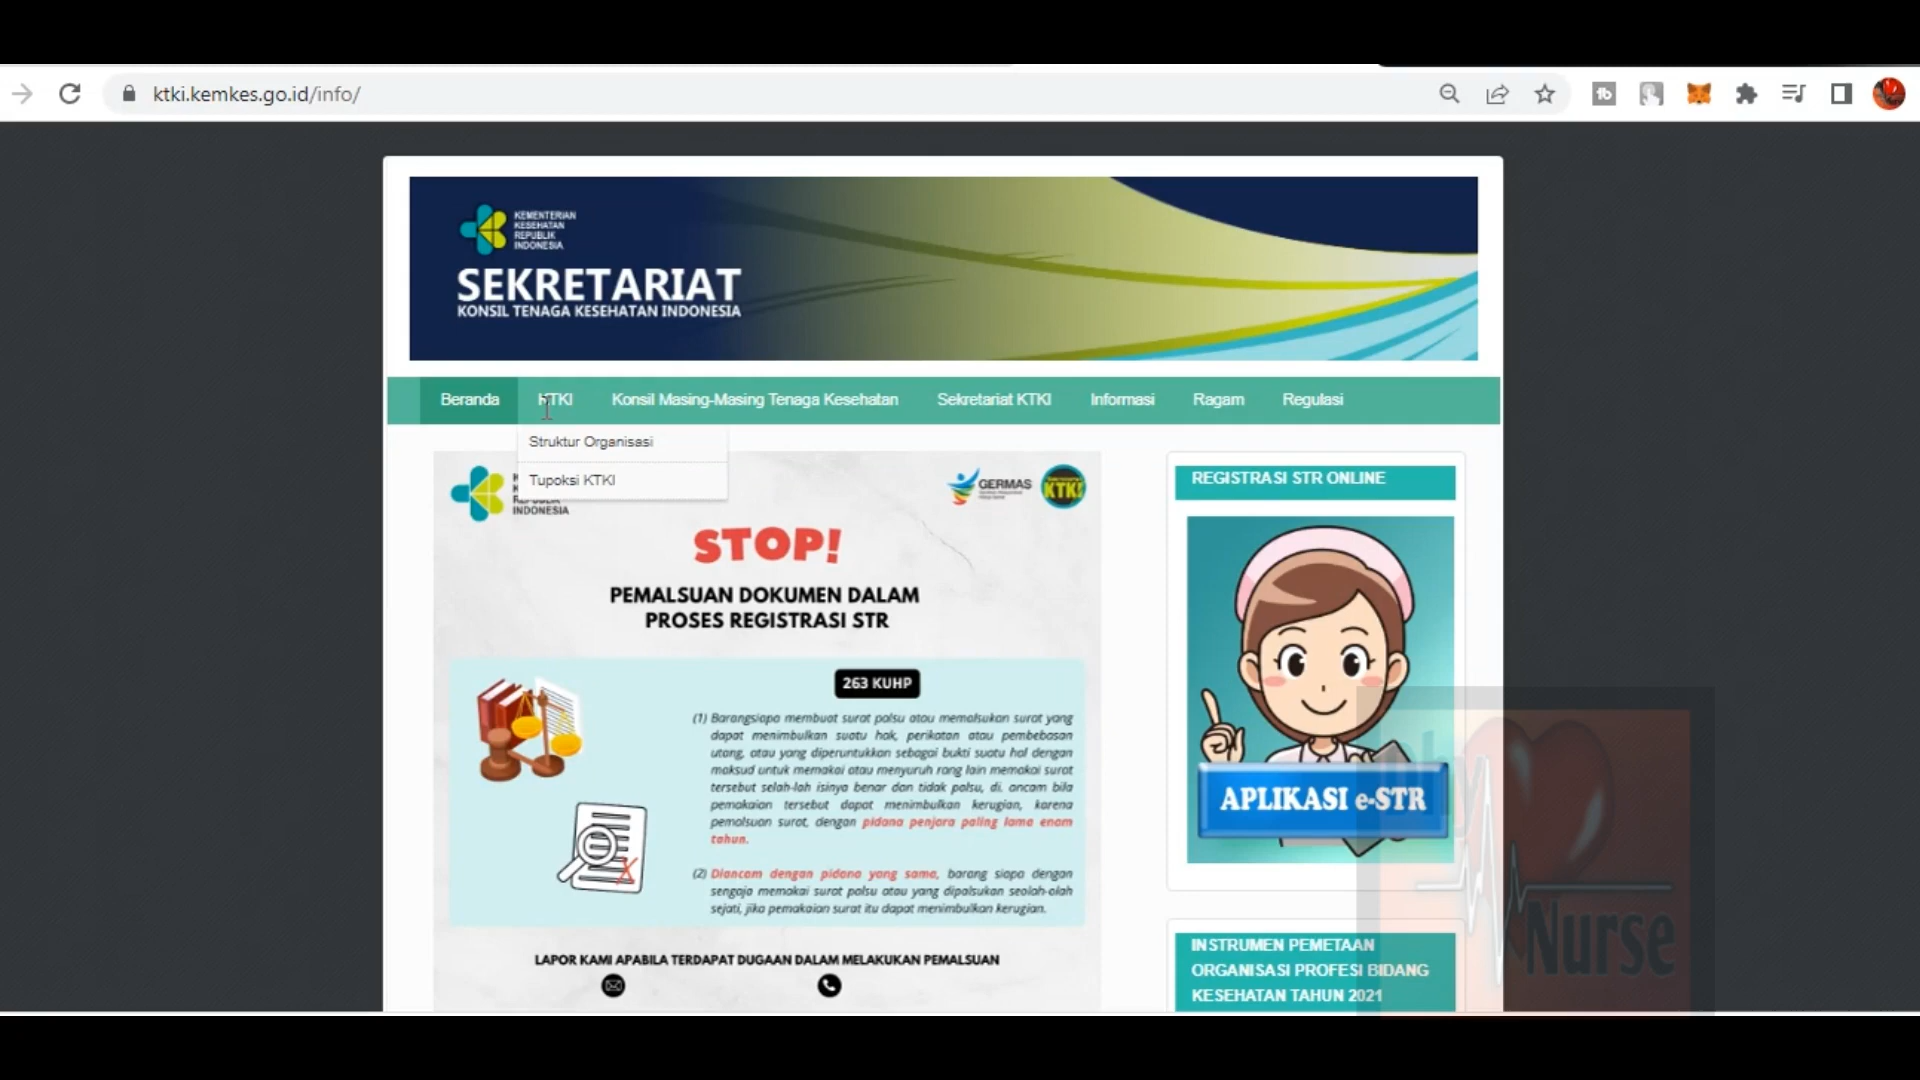 ktki.kemkes.go.id/info/
KEMENTERIAN
KESEHATAN
REPUBLIK
INDONESIA
SEKRETARIAT
KONSIL TENAGA KESEHATAN INDONESIA
Beranda KTKI Konsil Masing-Masing Tenaga Kesehatan Sekretariat KTKI Informasi Ragam Regulasi
Struktur Organisasi
Tupoksi KTKI
INDONESIA
GERMAS
KTKI
STOP!
PEMALSUAN DOKUMEN DALAM
PROSES REGISTRASI STR
263 KUHP
(1) Barangsiapa membuat surat palsu atau memalsukan surat yang
dapat menimbulkan suatu hak, perikatan atau pembebasan
utang, atau yang diperuntukkan sebagai bukti suatu hal dengan
maksud untuk memakai atau menyuruh rang lain memakai surat
tersebut selah-lah isinya benar dan tidak palsu, di. ancam bila
pemakaian tersebut dapat menimbulkan kerugian, karena
pemalsuan surat, dengan pidana penjara paling lama enam
tahun.
(2) Diancam dengan pidana yang sama, barang siapa dengan
sengaja memakai surat palsu atau yang dipalsukan seolah-olah
sejati, jika pemakaian surat itu dapat menimbulkan kerugian.
LAPOR KAMI APABILA TERDAPAT DUGAAN DALAM MELAKUKAN PEMALSUAN
REGISTRASI STR ONLINE
APLIKASI e-STR
INSTRUMEN PEMETAAN
ORGANISASI PROFESI BIDANG
KESEHATAN TAHUN 2021
Nurse